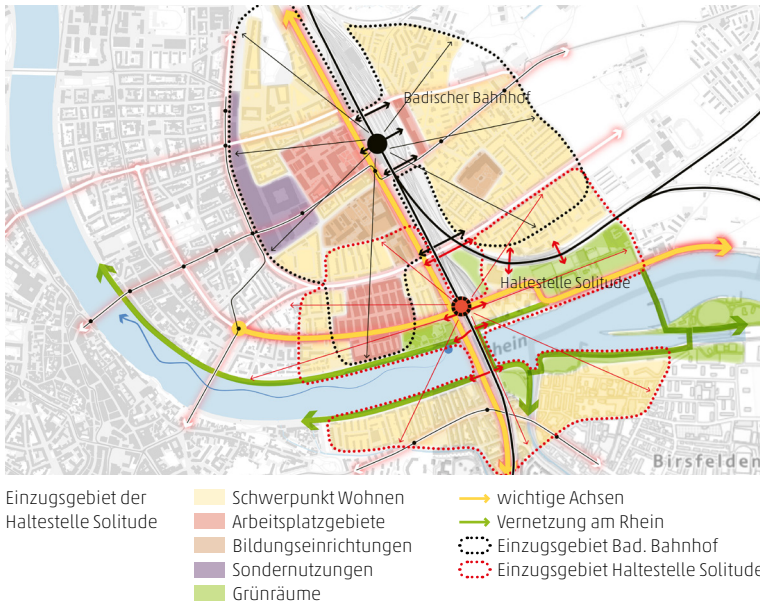 Badischer Bahnhof
Haltestelle Solitude
Rhein
Birsfelden
Einzugsgebiet der
Haltestelle Solitude
Schwerpunkt Wohnen
Arbeitsplatzgebiete
Bildungseinrichtungen
Sondernutzungen
Grünräume
wichtige Achsen
Vernetzung am Rhein
Einzugsgebiet Bad. Bahnhof
Einzugsgebiet Haltestelle Solitude